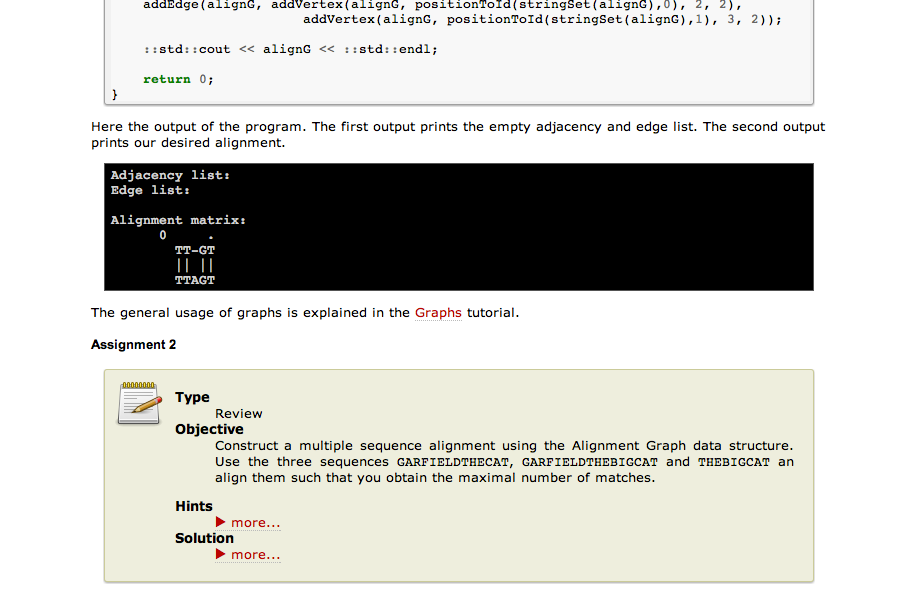 addEdge(alignG, addVertex(alignG, positionToId(stringSet(alignG),0), 2, 2),
addVertex(alignG, positionToId(stringSet(alignG),1), 3, 2));
::std::cout << alignG << ::std::endl;
return 0;
}
Here the output of the program. The first output prints the empty adjacency and edge list. The second output
prints our desired alignment.
Adjacency list:
Edge list:
Alignment matrix:
0 .
TT-GT
|| ||
TTAGT
The general usage of graphs is explained in the Graphs tutorial.
Assignment 2
Type
Review
Objective
Construct a multiple sequence alignment using the Alignment Graph data structure.
Use the three sequences GARFIELDTHECAT, GARFIELDTHEBIGCAT and THEBIGCAT an
align them such that you obtain the maximal number of matches.
Hints
more...
Solution
more...